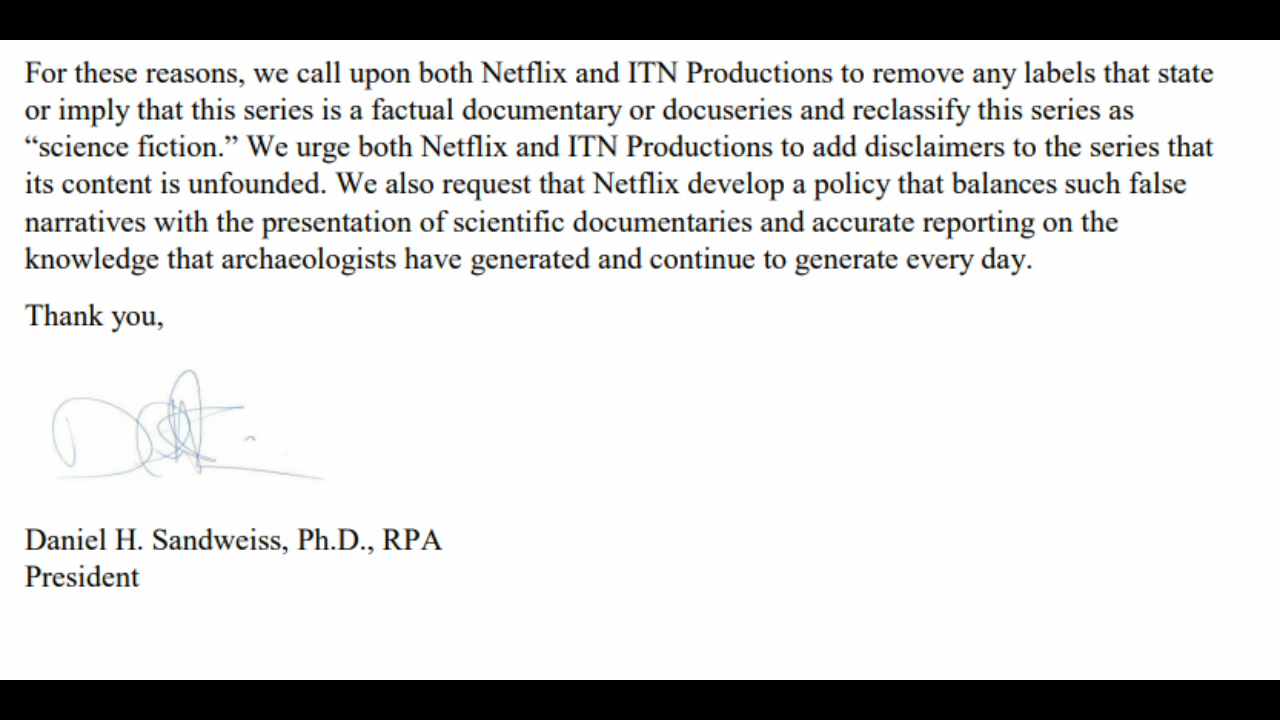 For these reasons, we call upon both Netflix and ITN Productions to remove any labels that state
or imply that this series is a factual documentary or docuseries and reclassify this series as
“science fiction.” We urge both Netflix and ITN Productions to add disclaimers to the series that
its content is unfounded. We also request that Netflix develop a policy that balances such false
narratives with the presentation of scientific documentaries and accurate reporting on the
knowledge that archaeologists have generated and continue to generate every day.
Thank you,
Daniel H. Sandweiss, Ph.D., RPA
President